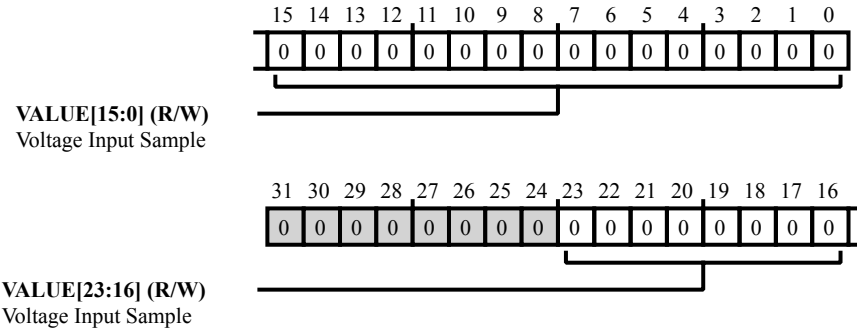 15 14 13 12 11 10 9 8 7 6 5 4 3 2 1 0
0 0 0 0 0 0 0 0 0 0 0 0 0 0 0 0
VALUE[15:0] (R/W)
Voltage Input Sample
31 30 29 28 27 26 25 24 23 22 21 20 19 18 17 16
0 0 0 0 0 0 0 0 0 0 0 0 0 0 0 0
VALUE[23:16] (R/W)
Voltage Input Sample